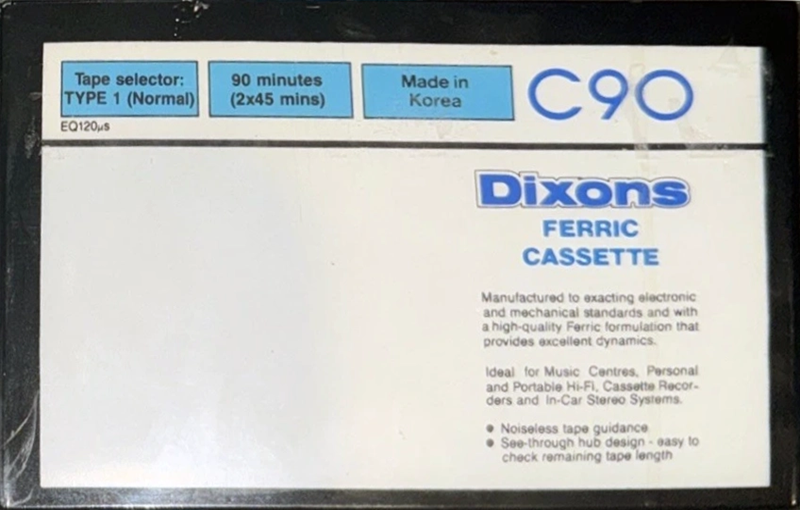 Tape selector:
TYPE 1 (Normal)
90 minutes
(2x45 mins)
Made in
Korea
C90
EQ120µs
Dixons
FERRIC
CASSETTE
Manufactured to exacting electronic
and mechanical standards and with
a high-quality Ferric formulation that
provides excellent dynamics.
Ideal for Music Centres, Personal
and Portable Hi-Fi, Cassette Recor-
ders and In-Car Stereo Systems.
● Noiseless tape guidance
● See-through hub design - easy to
check remaining tape length